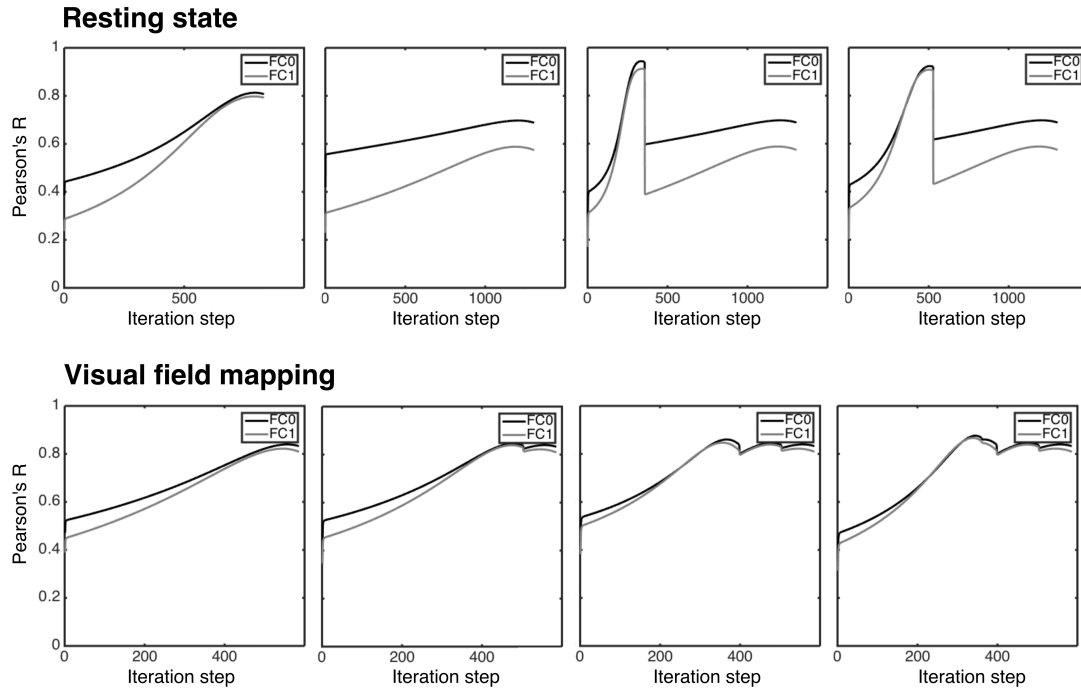 Resting state
1
0.8
0.6
0.4
0.2
0
Pearson's R
FC0
FC1
0
500
Iteration step
FC0
FC1
0
500
1000
Iteration step
FC0
FC1
0
500
1000
Iteration step
FC0
FC1
0
500
1000
Iteration step
Visual field mapping
1
0.8
0.6
0.4
0.2
0
Pearson's R
FC0
FC1
0
200
400
Iteration step
FC0
FC1
0
200
400
Iteration step
FC0
FC1
0
200
400
Iteration step
FC0
FC1
0
200
400
Iteration step